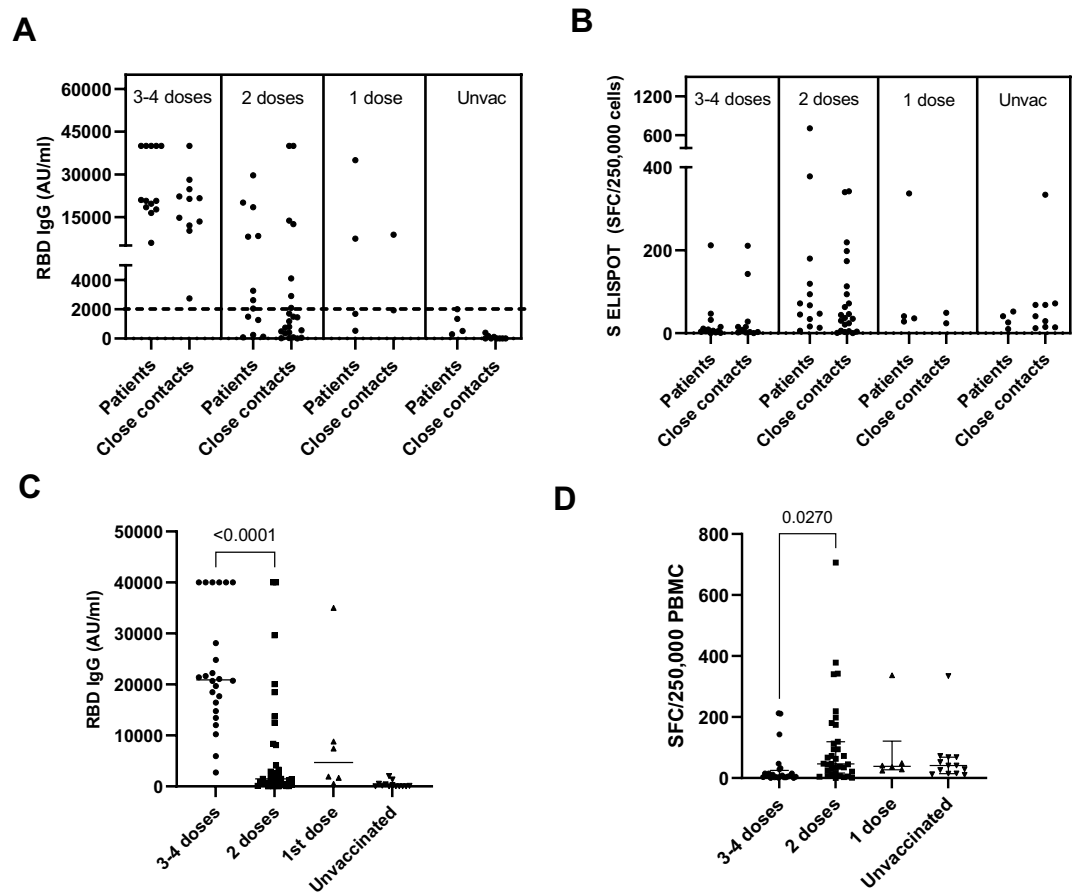 A
RBD IgG (AU/ml)
60000
45000
30000
15000
4000
2000
0
3-4 doses
2 doses
1 dose
Unvac
Patients
Close contacts
Patients
Close contacts
Patients
Close contacts
Patients
Close contacts
B
S ELISPOT (SFC/250,000 cells)
1200
600
400
200
0
3-4 doses
2 doses
1 dose
Unvac
Patients
Close contacts
Patients
Close contacts
Patients
Close contacts
Patients
Close contacts
C
RBD IgG (AU/ml)
50000
40000
30000
20000
10000
0
<0.0001
3-4 doses
2 doses
1st dose
Unvaccinated
D
SFC/250,000 PBMC
800
600
400
200
0
0.0270
3-4 doses
2 doses
1 dose
Unvaccinated